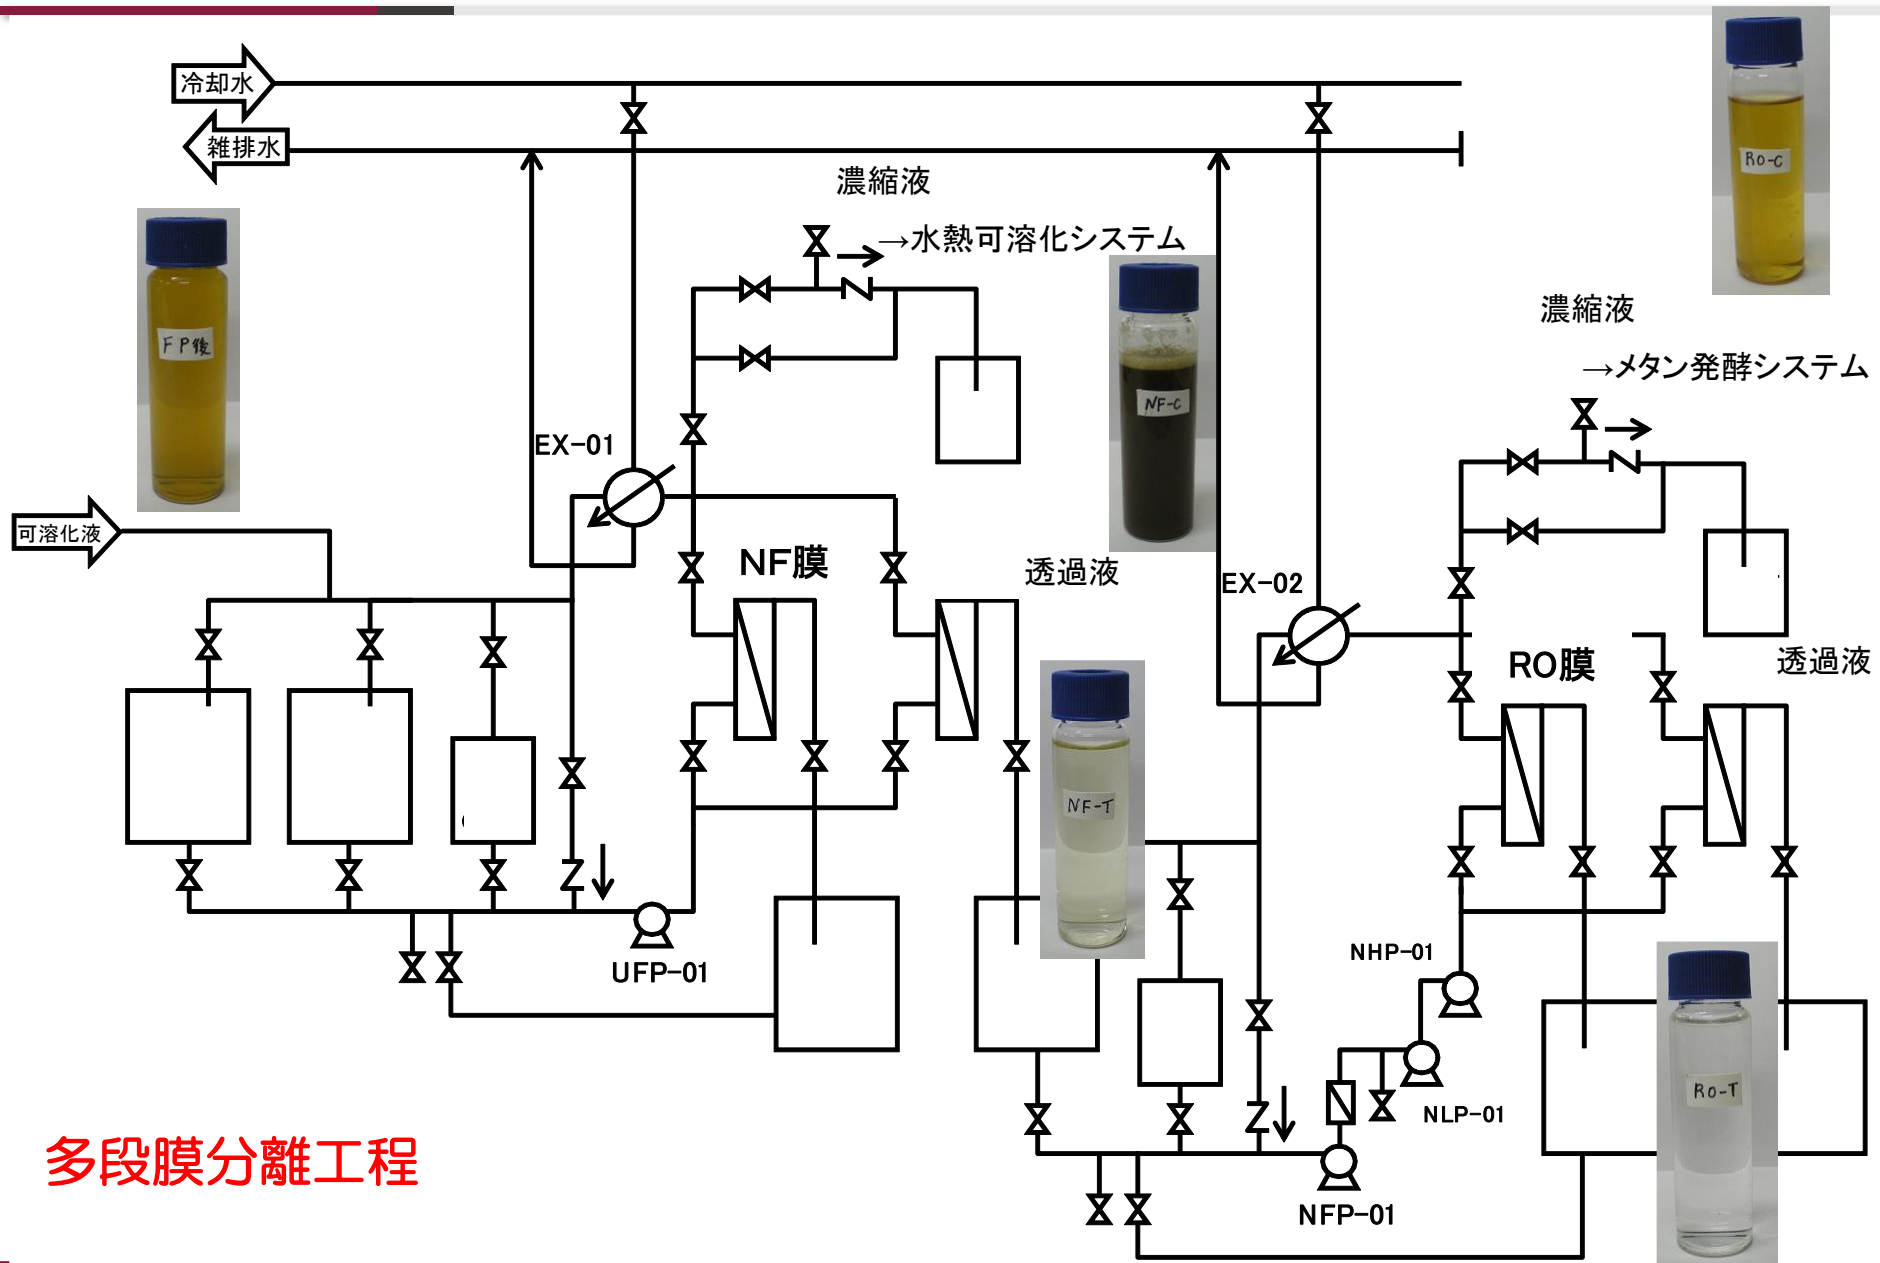 冷却水
雑排水
RO-C
濃縮液
→水熱可溶化システム
FP後
濃縮液
→メタン発酵システム
NF-C
EX-01
可溶化液
NF膜
透過液
EX-02
RO膜
透過液
NF-T
UFP-01
NHP-01
RO-T
NLP-01
多段膜分離工程
NFP-01